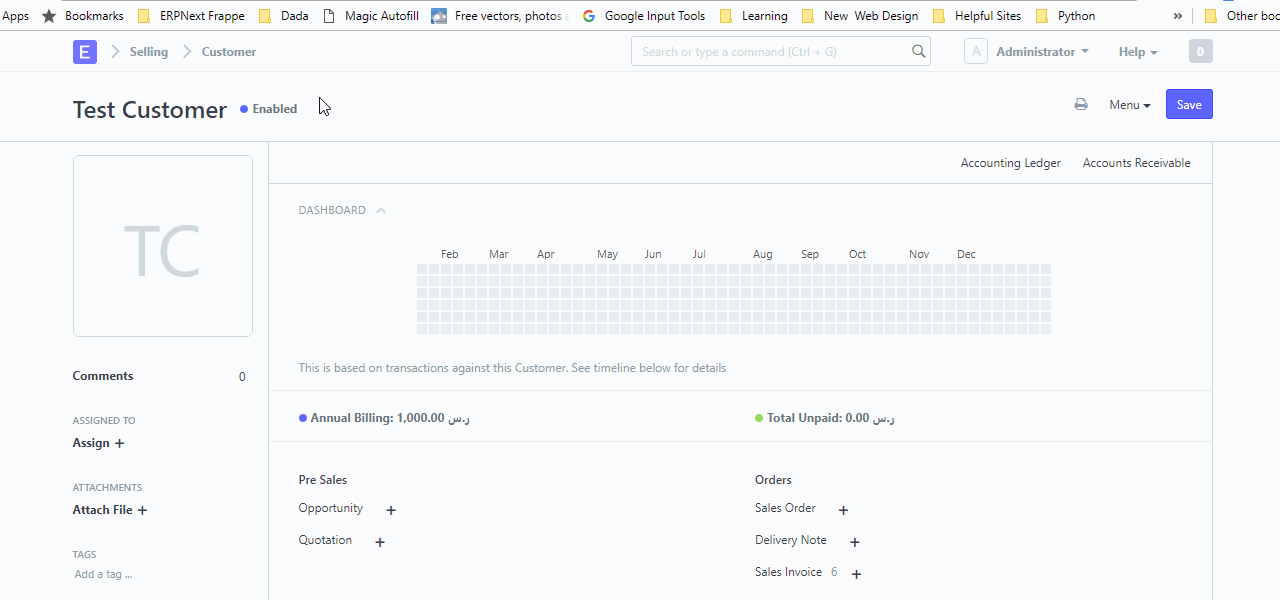 Apps Bookmarks ERPNext Frappe Dada Magic Autofill Free vectors, photos a Google Input Tools Learning New Web Design Helpful Sites Python » Other boo
E Selling Customer Search or type a command (Ctrl + G) A Administrator Help 0
Test Customer Enabled Menu Save
Accounting Ledger Accounts Receivable
TC
DASHBOARD
Feb Mar Apr May Jun Jul Aug Sep Oct Nov Dec
This is based on transactions against this Customer. See timeline below for details
Comments 0
Annual Billing: 1,000.00 ر.س Total Unpaid: 0.00 ر.س
ASSIGNED TO
Assign +
Pre Sales Orders
ATTACHMENTS
Attach File +
Opportunity + Sales Order +
Quotation + Delivery Note +
TAGS
Add a tag ...
Sales Invoice 6 +